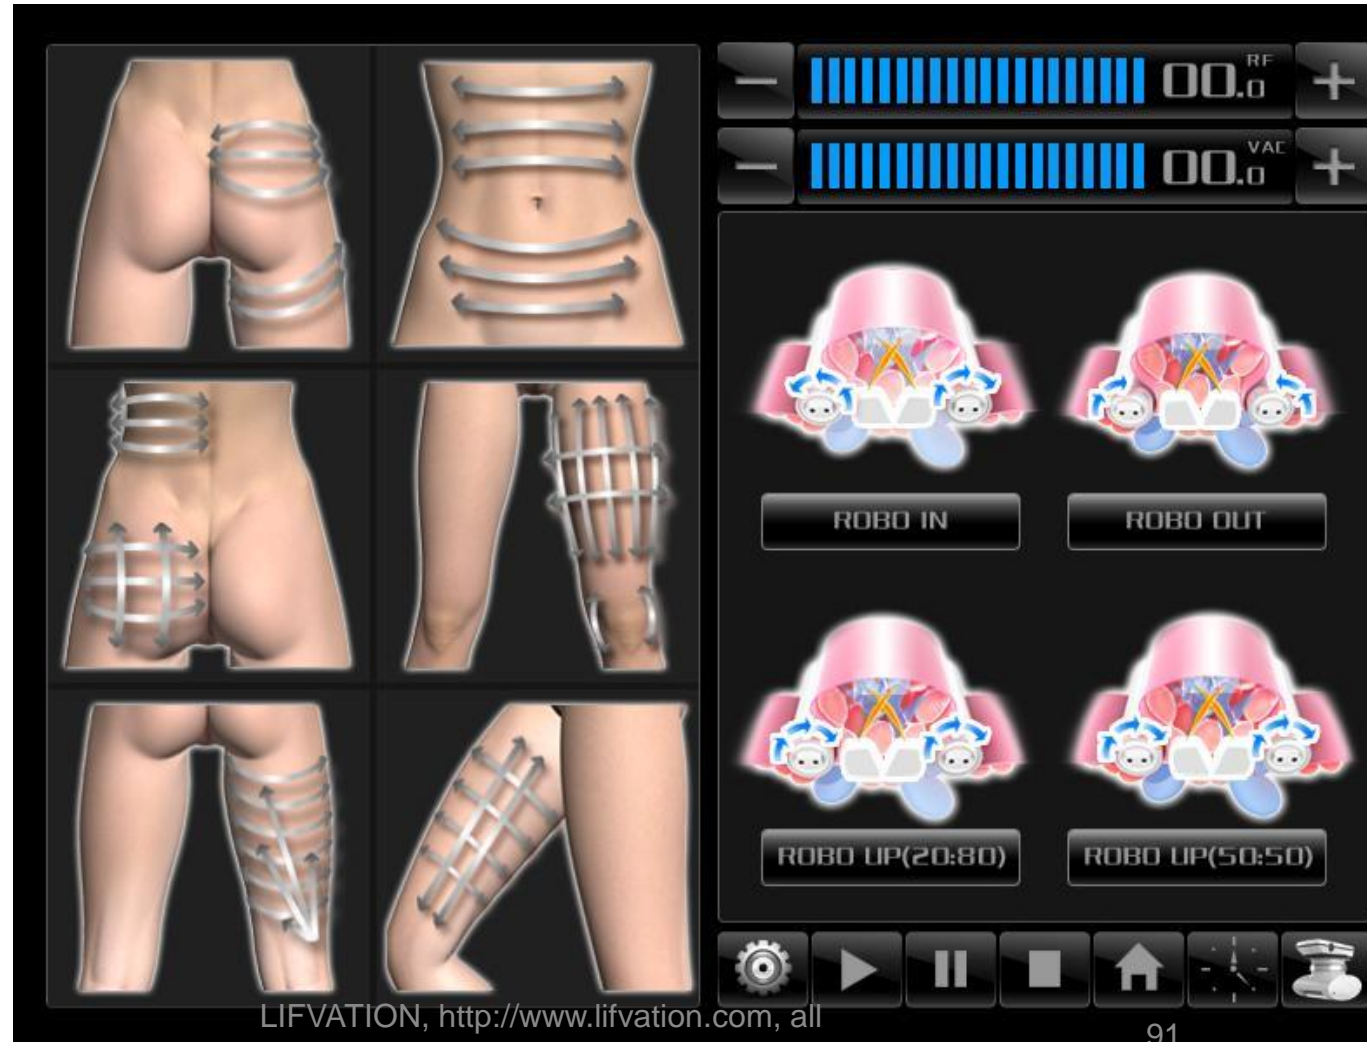 00.0 RF
00.0 VAC
ROBO IN
ROBO OUT
ROBO UP(20:80)
ROBO UP(50:50)
LIFVATION, http://www.lifvation.com, all
91